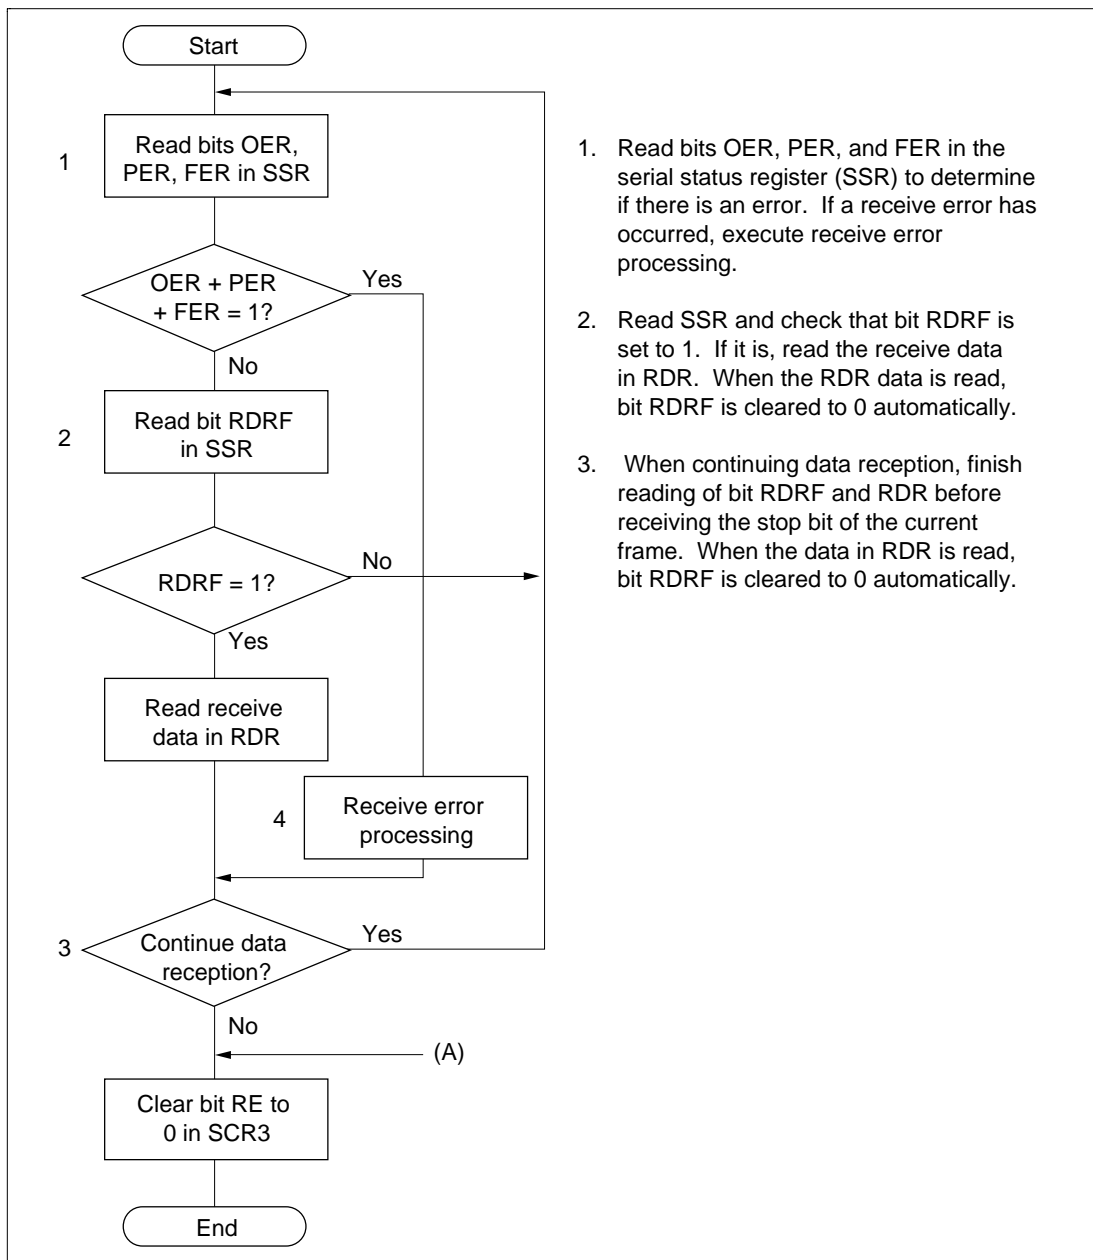 Start
1
Read bits OER,
PER, FER in SSR
OER + PER
+ FER = 1?
Yes
No
2
Read bit RDRF
in SSR
RDRF = 1?
No
Yes
Read receive
data in RDR
4
Receive error
processing
3
Continue data
reception?
Yes
No
(A)
Clear bit RE to
0 in SCR3
End
1. Read bits OER, PER, and FER in the
serial status register (SSR) to determine
if there is an error. If a receive error has
occurred, execute receive error
processing.
2. Read SSR and check that bit RDRF is
set to 1. If it is, read the receive data
in RDR. When the RDR data is read,
bit RDRF is cleared to 0 automatically.
3. When continuing data reception, finish
reading of bit RDRF and RDR before
receiving the stop bit of the current
frame. When the data in RDR is read,
bit RDRF is cleared to 0 automatically.